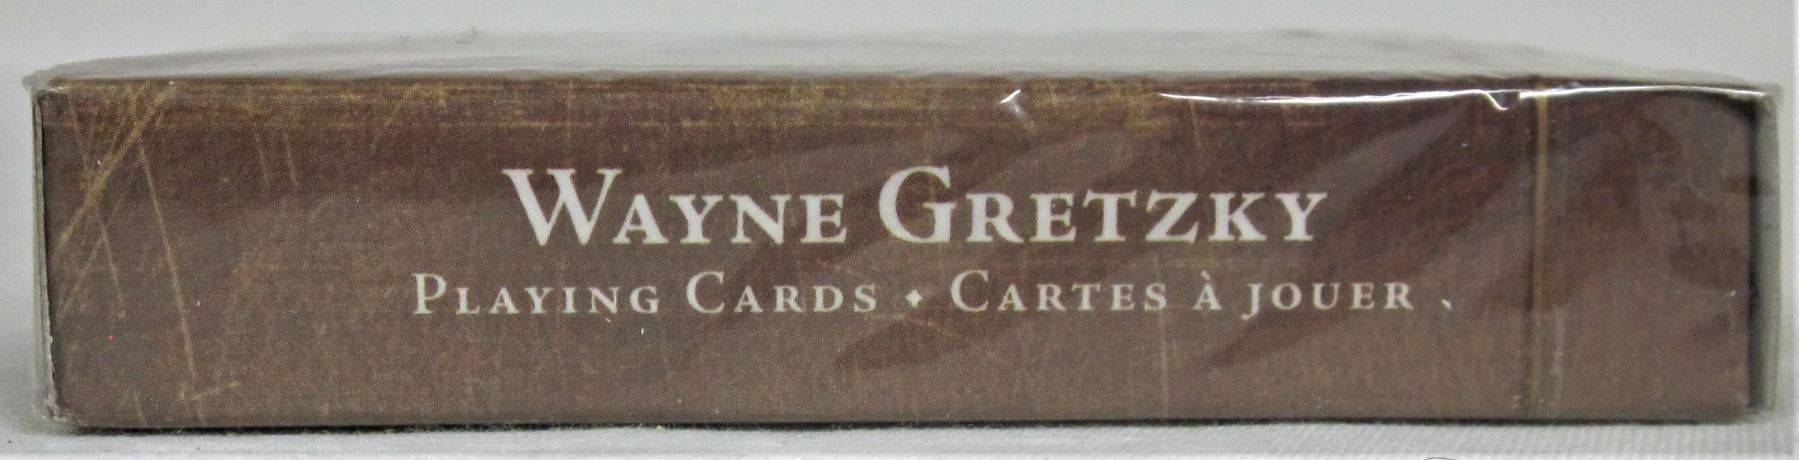 WAYNE GRETZKY
PLAYING CARDS • CARTES À JOUER